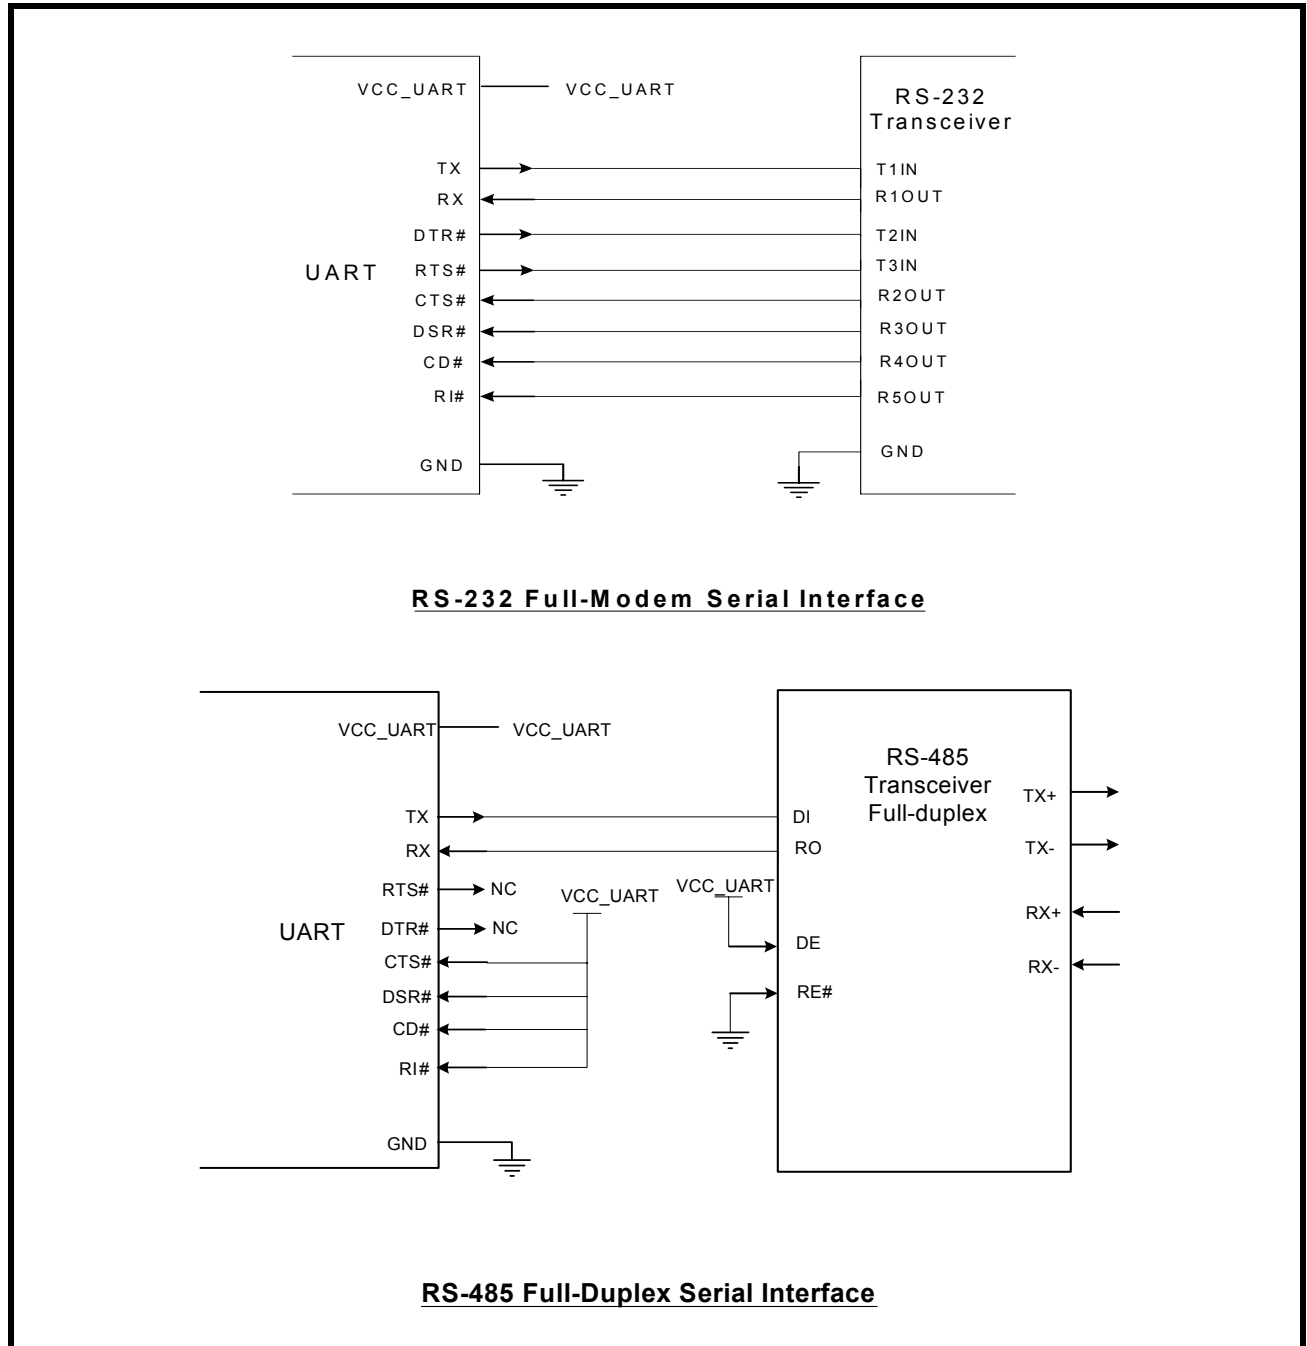 VCC_UART
VCC_UART
RS-232
Transceiver
TX
T1IN
RX
R1OUT
DTR#
T2IN
UART
RTS#
T3IN
CTS#
R2OUT
DSR#
R3OUT
CD#
R4OUT
RI#
R5OUT
GND
GND
RS-232 Full-Modem Serial Interface
VCC_UART
VCC_UART
RS-485
Transceiver
Full-duplex
TX+
TX
DI
RX
RO
TX-
RTS#
NC
VCC_UART
VCC_UART
RX+
UART
DTR#
NC
DE
CTS#
RX-
DSR#
RE#
CD#
RI#
GND
RS-485 Full-Duplex Serial Interface